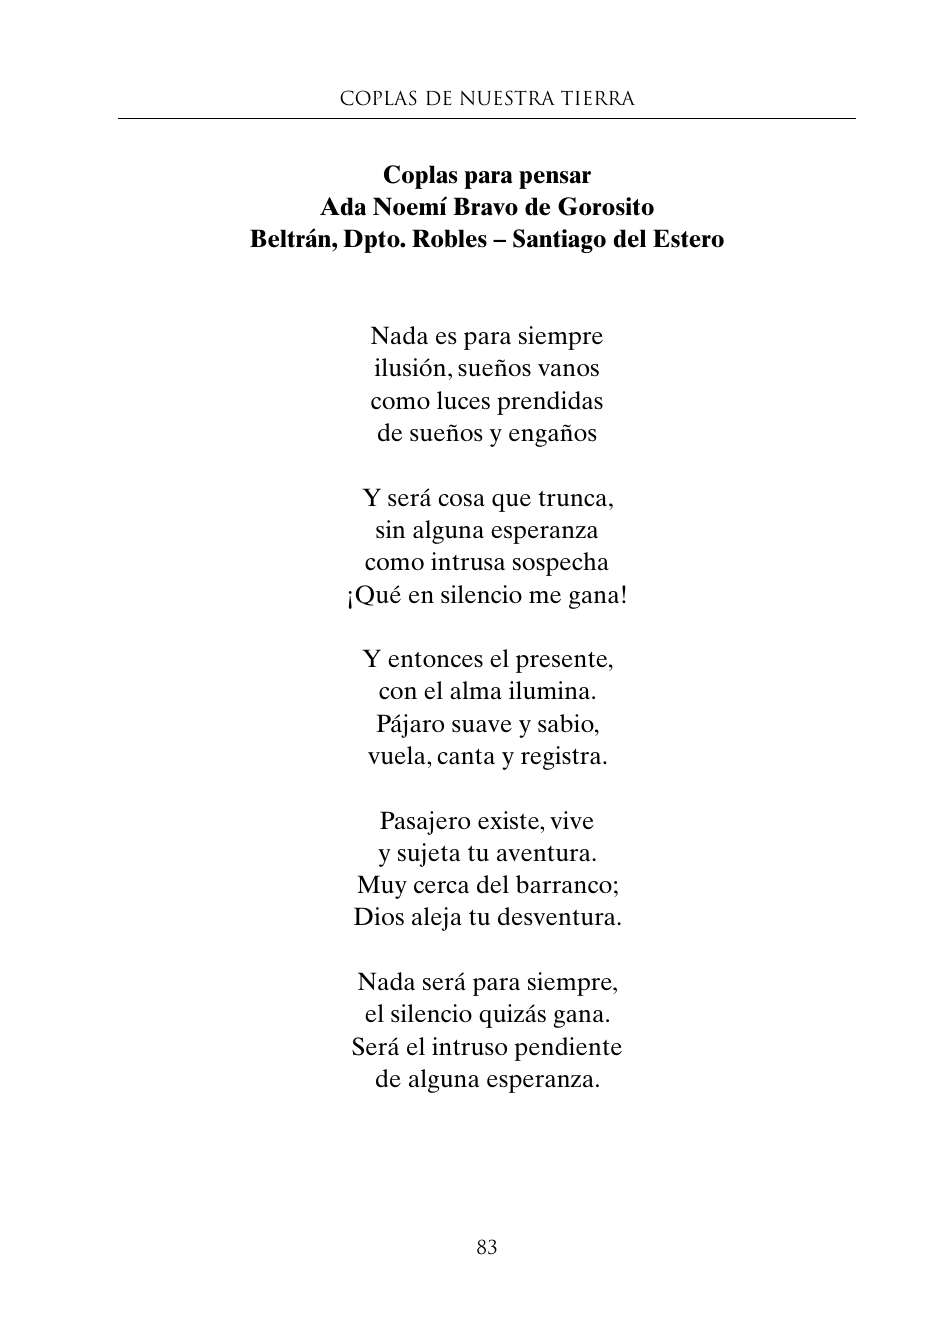 COPLAS DE NUESTRA TIERRA
Coplas para pensar
Ada Noemí Bravo de Gorosito
Beltrán, Dpto. Robles – Santiago del Estero
Nada es para siempre
ilusión, sueños vanos
como luces prendidas
de sueños y engaños
Y será cosa que trunca,
sin alguna esperanza
como intrusa sospecha
¡Qué en silencio me gana!
Y entonces el presente,
con el alma ilumina.
Pájaro suave y sabio,
vuela, canta y registra.
Pasajero existe, vive
y sujeta tu aventura.
Muy cerca del barranco;
Dios aleja tu desventura.
Nada será para siempre,
el silencio quizás gana.
Será el intruso pendiente
de alguna esperanza.
83